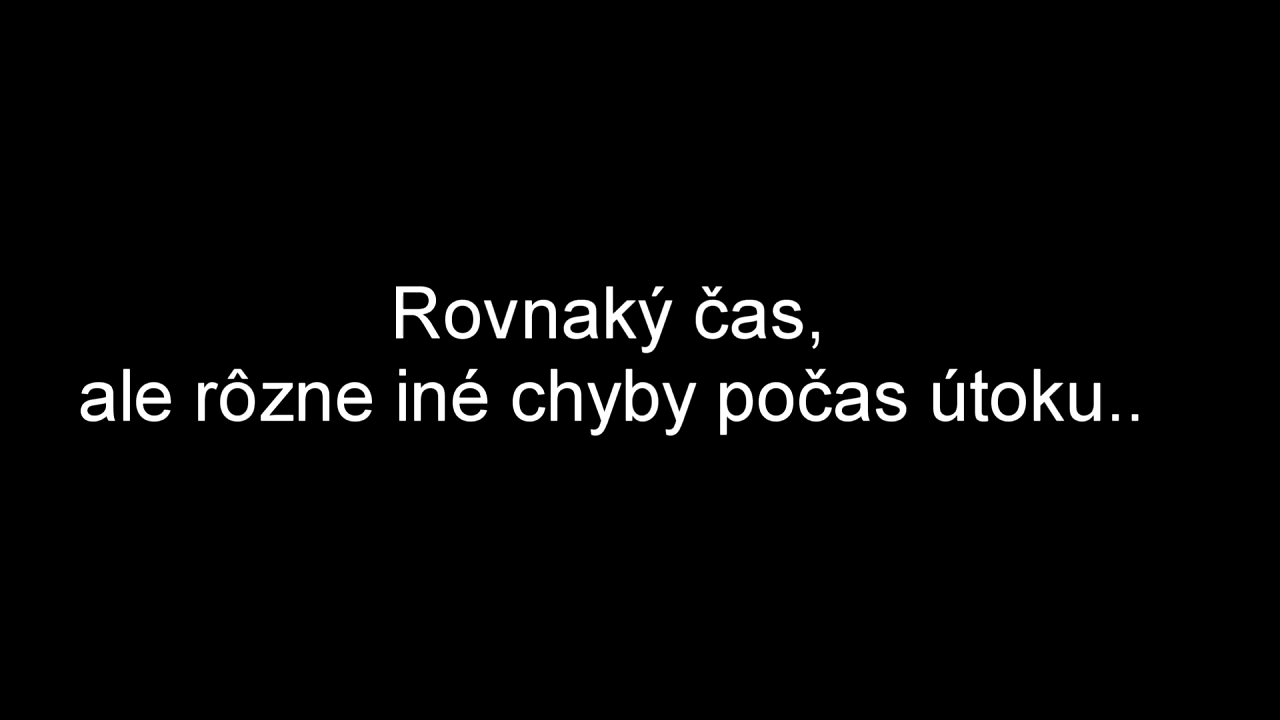 Rovnaký čas,
ale rôzne iné chyby počas útoku..